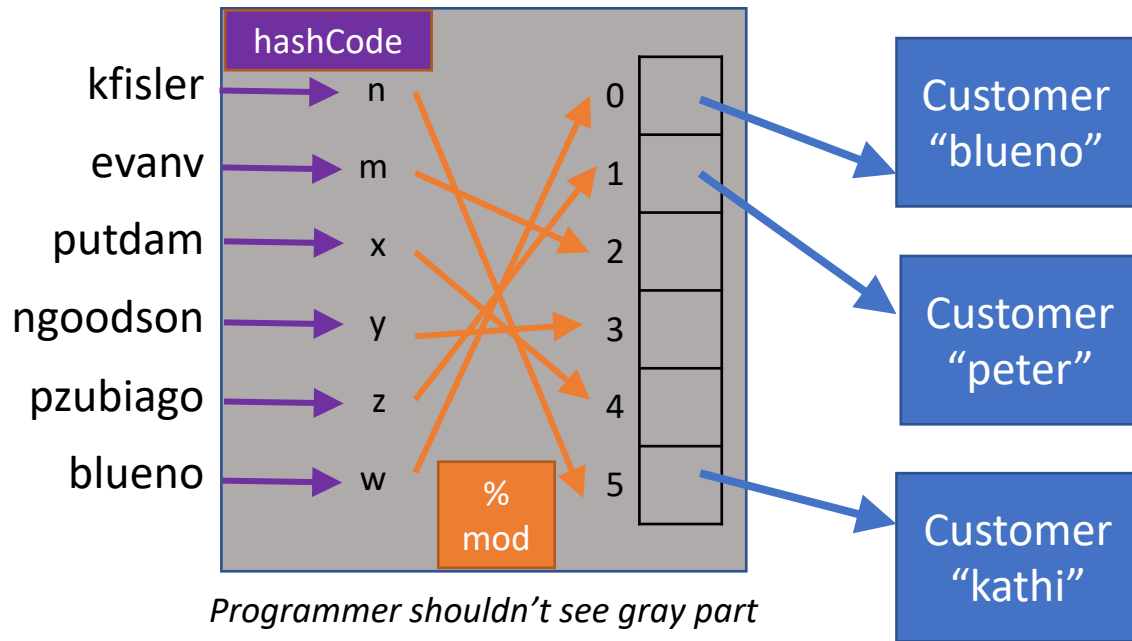 hashCode
kfisler
n
evanv
m
putdam
x
ngoodson
y
pzubiago
z
blueno
w
%
mod
0
1
2
3
4
5
Customer
“blueno”
Customer
“peter”
Customer
“kathi”
Programmer shouldn’t see gray part